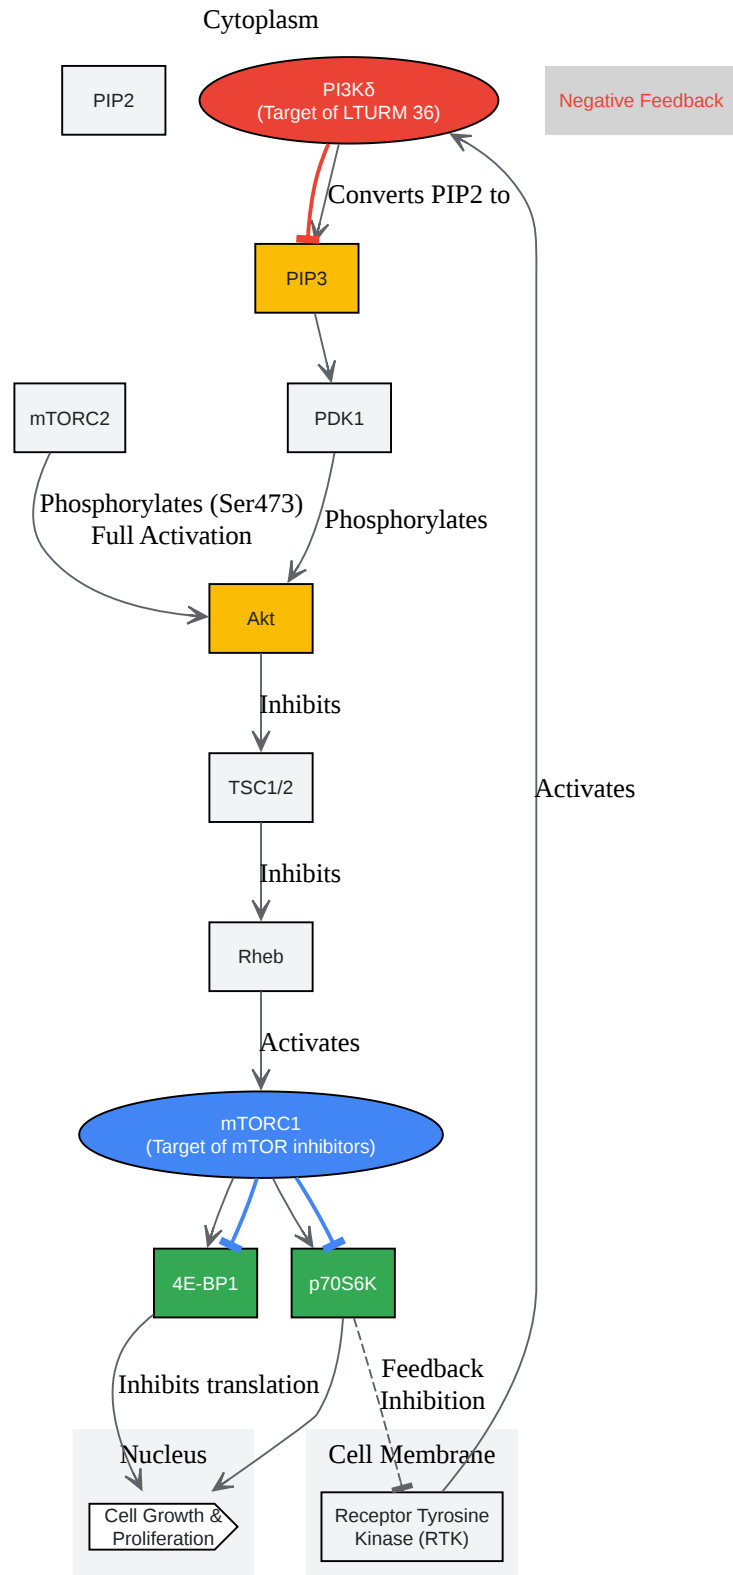 Cytoplasm
PIP2
PI3Kδ
(Target of LTURM 36)
Negative Feedback
Converts PIP2 to
PIP3
mTORC2
PDK1
Phosphorylates (Ser473)
Full Activation
Phosphorylates
Akt
Inhibits
TSC1/2
Activates
Inhibits
Rheb
Activates
mTORC1
(Target of mTOR inhibitors)
4E-BP1
p70S6K
Inhibits translation
Feedback
Inhibition
Nucleus
Cell Membrane
Cell Growth &
Proliferation
Receptor Tyrosine
Kinase (RTK)